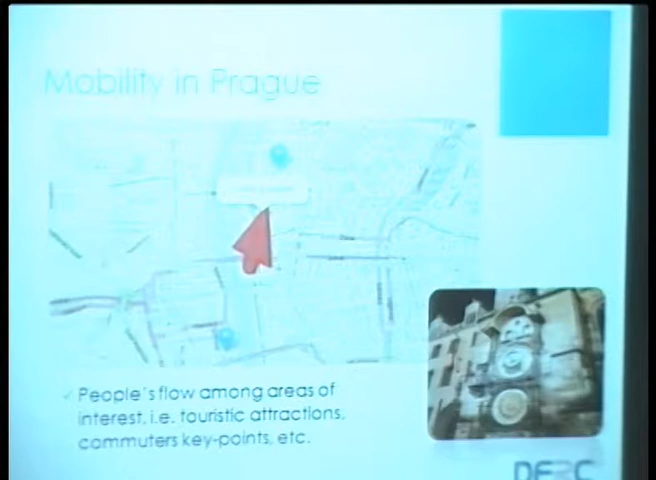 Mobility in Prague
People's flow among areas of
interest, i.e. touristic attractions,
commuters key-points, etc.